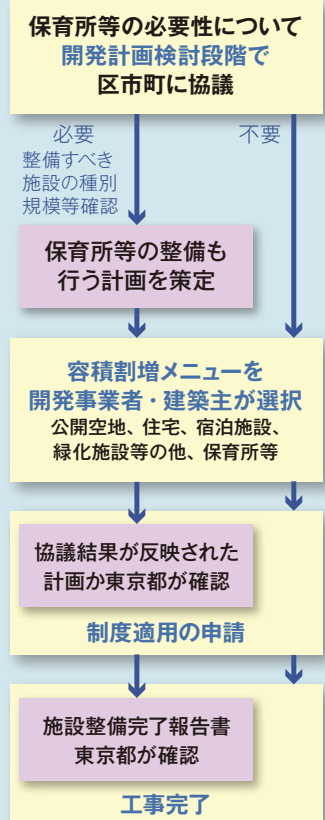 保育所等の必要性について
開発計画検討段階で
区市町に協議
必要
不要
整備すべき
施設の種別
規模等確認
保育所等の整備も
行う計画を策定
容積割増メニューを
開発事業者・建築主が選択
公開空地、住宅、宿泊施設、
緑化施設等の他、保育所等
協議結果が反映された
計画か東京都が確認
制度適用の申請
施設整備完了報告書
東京都が確認
工事完了